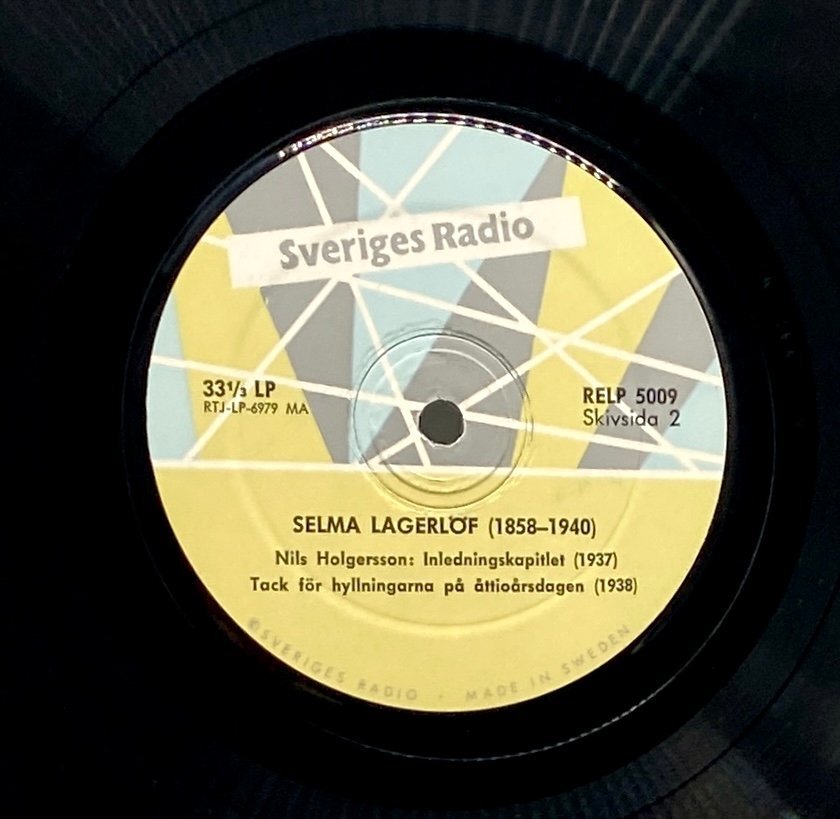 Sveriges Radio
33⅓ LP
RTJ-LP-6979 MA
RELP 5009
Skivsida 2
SELMA LAGERLÖF (1858–1940)
Nils Holgersson: Inledningskapitlet (1937)
Tack för hyllningarna på åttioårsdagen (1938)
© SVERIGES RADIO · MADE IN SWEDEN